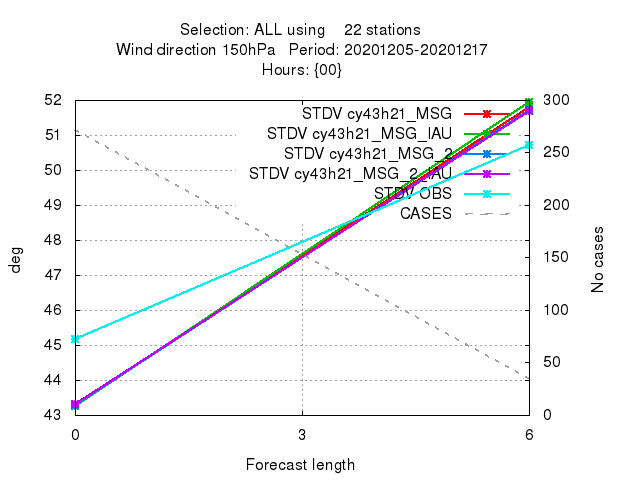 Selection: ALL using 22 stations
Wind direction 150hPa Period: 20201205-20201217
Hours: {00}
52
51
50
49
48
47
46
45
44
43
300
250
200
150
100
50
0
STDV cy43h21_MSG
STDV cy43h21_MSG_IAU
STDV cy43h21_MSG_2
STDV cy43h21_MSG_2_IAU
STDV OBS
CASES
deg
No cases
0
3
6
Forecast length